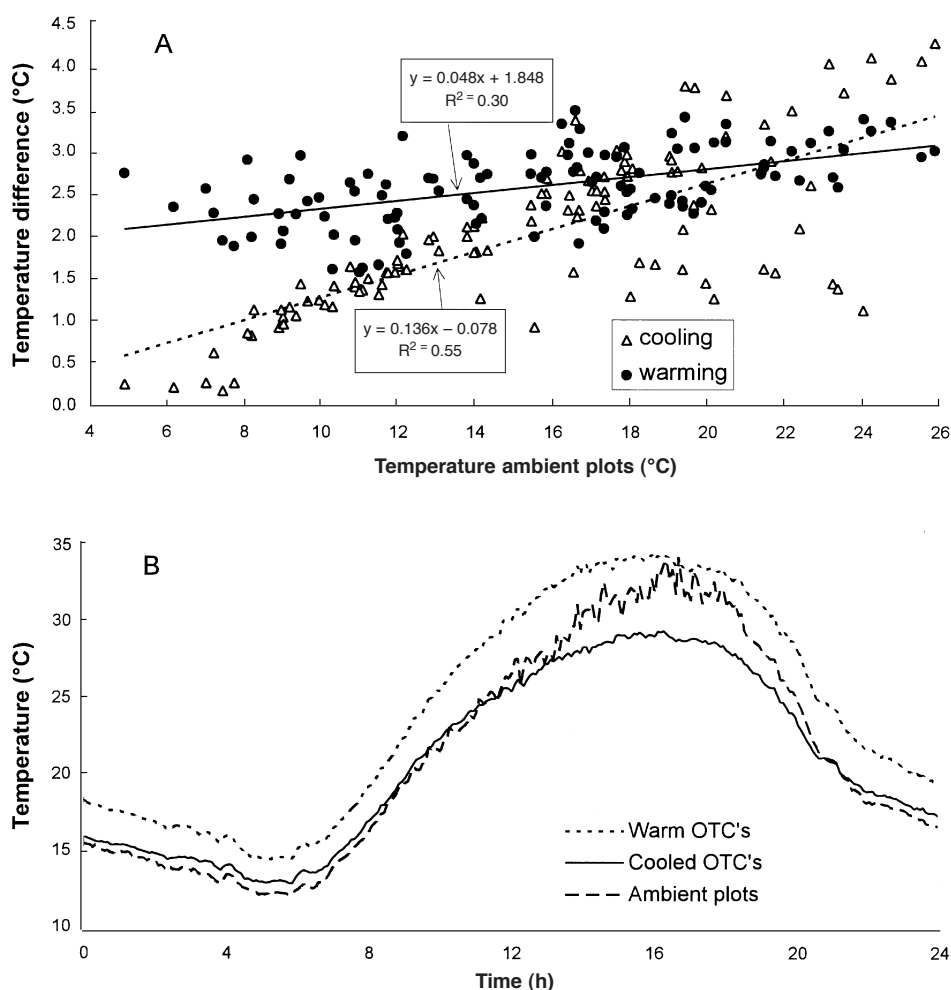 A
Temperature difference (°C)
4.5
4.0
3.5
3.0
2.5
2.0
1.5
1.0
0.5
0.0
y = 0.048x + 1.848
R² = 0.30
y = 0.136x – 0.078
R² = 0.55
cooling
warming
4 6 8 10 12 14 16 18 20 22 24 26
Temperature ambient plots (°C)
B
Temperature (°C)
35
30
25
20
15
10
Warm OTC's
Cooled OTC's
Ambient plots
0 4 8 12 16 20 24
Time (h)